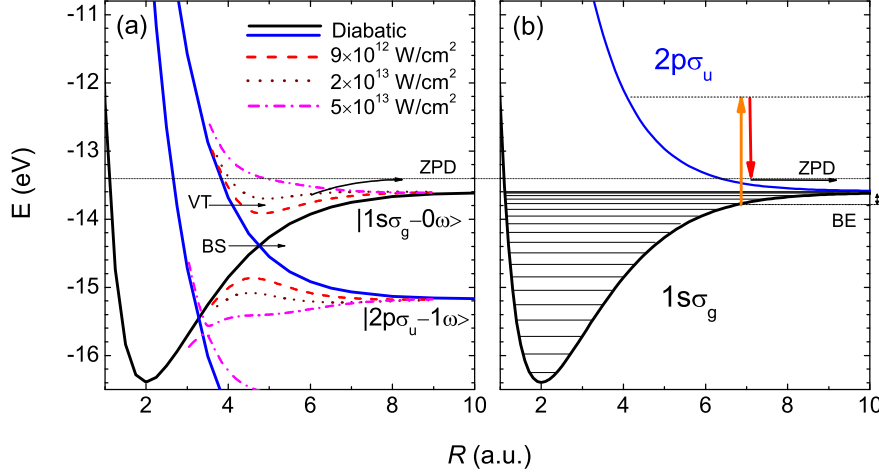 (a)
Diabatic
9×10¹² W/cm²
2×10¹³ W/cm²
5×10¹³ W/cm²
ZPD
VT
BS
|1sσg−0ω>
|2pσu−1ω>
-11
-12
-13
-14
-15
-16
E (eV)
2 4 6 8 10
(b)
2pσu
ZPD
BE
1sσg
2 4 6 8 10
R (a.u.)